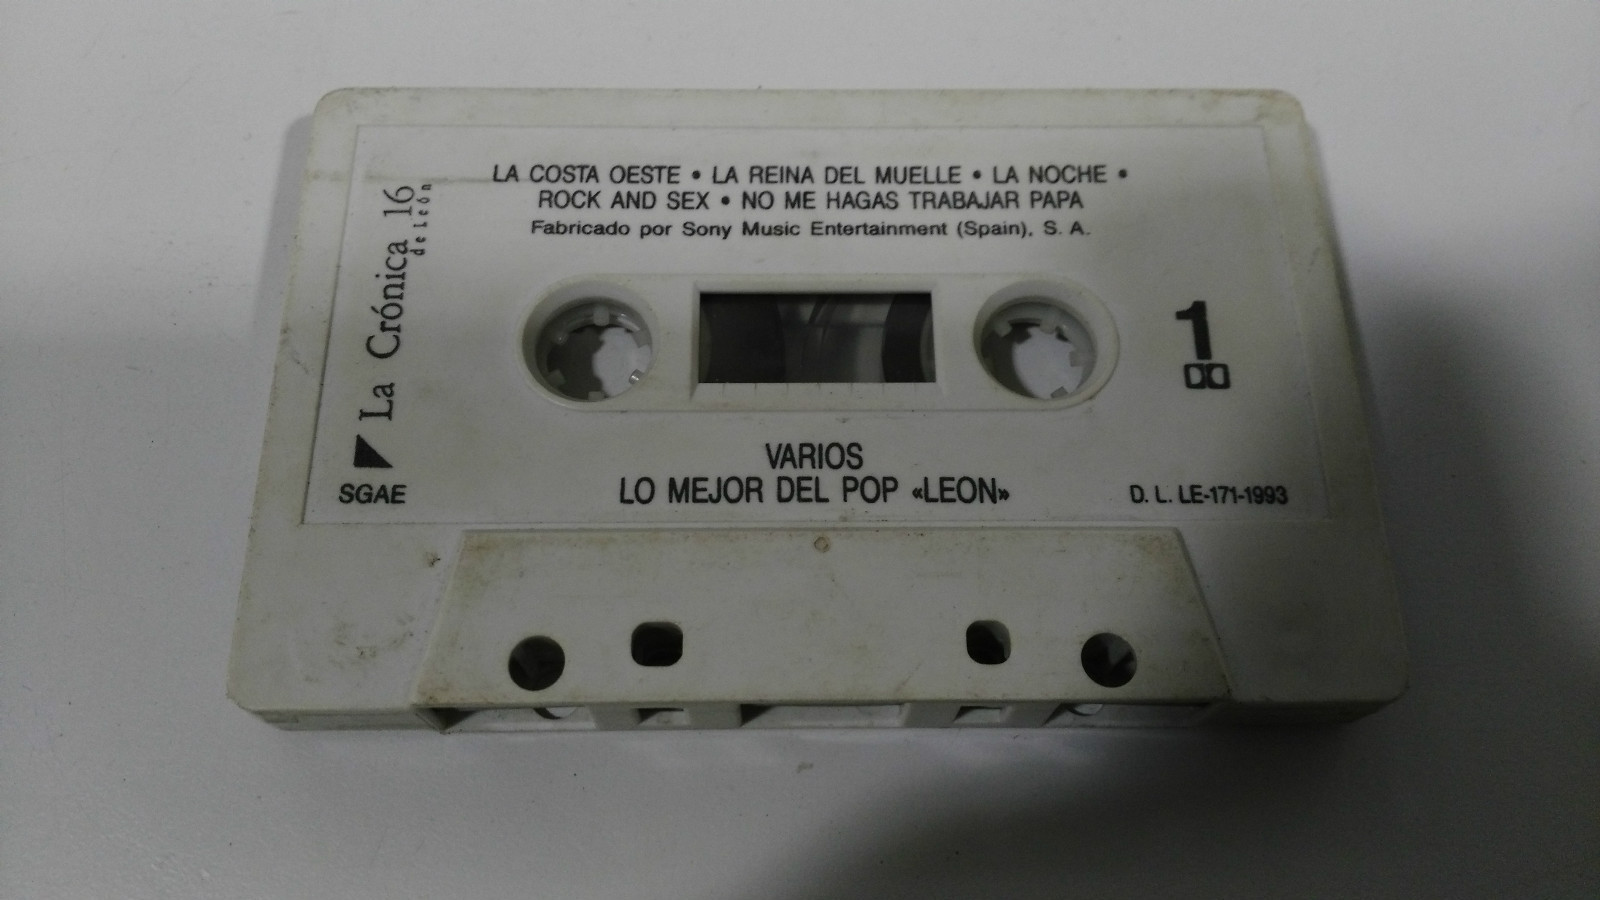 LA COSTA OESTE • LA REINA DEL MUELLE • LA NOCHE •
ROCK AND SEX • NO ME HAGAS TRABAJAR PAPA
Fabricado por Sony Music Entertainment (Spain), S. A.
La Crónica 16
de león
1
VARIOS
LO MEJOR DEL POP «LEON»
SGAE
D. L. LE-171-1993